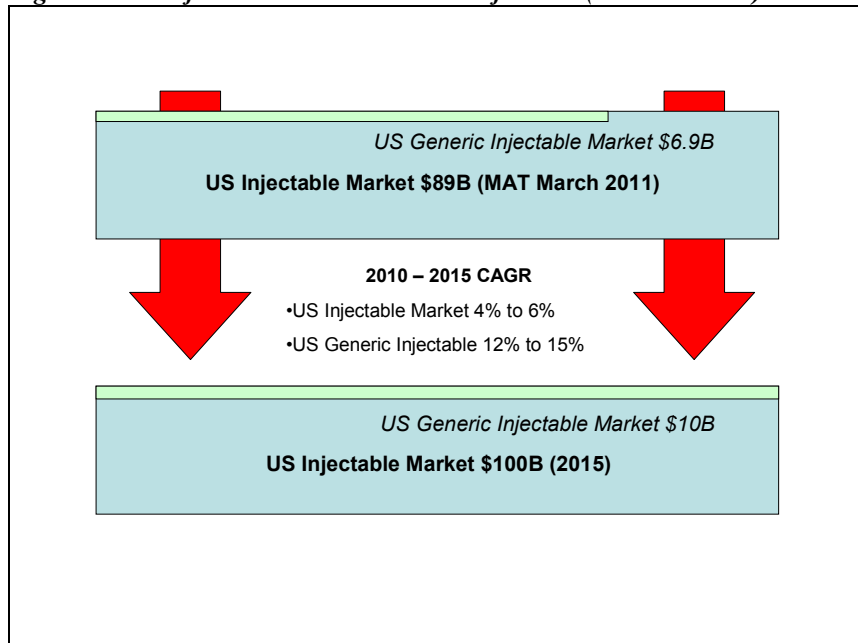 US Generic Injectable Market $6.9B
US Injectable Market $89B (MAT March 2011)
2010 – 2015 CAGR
•US Injectable Market 4% to 6%
•US Generic Injectable 12% to 15%
US Generic Injectable Market $10B
US Injectable Market $100B (2015)